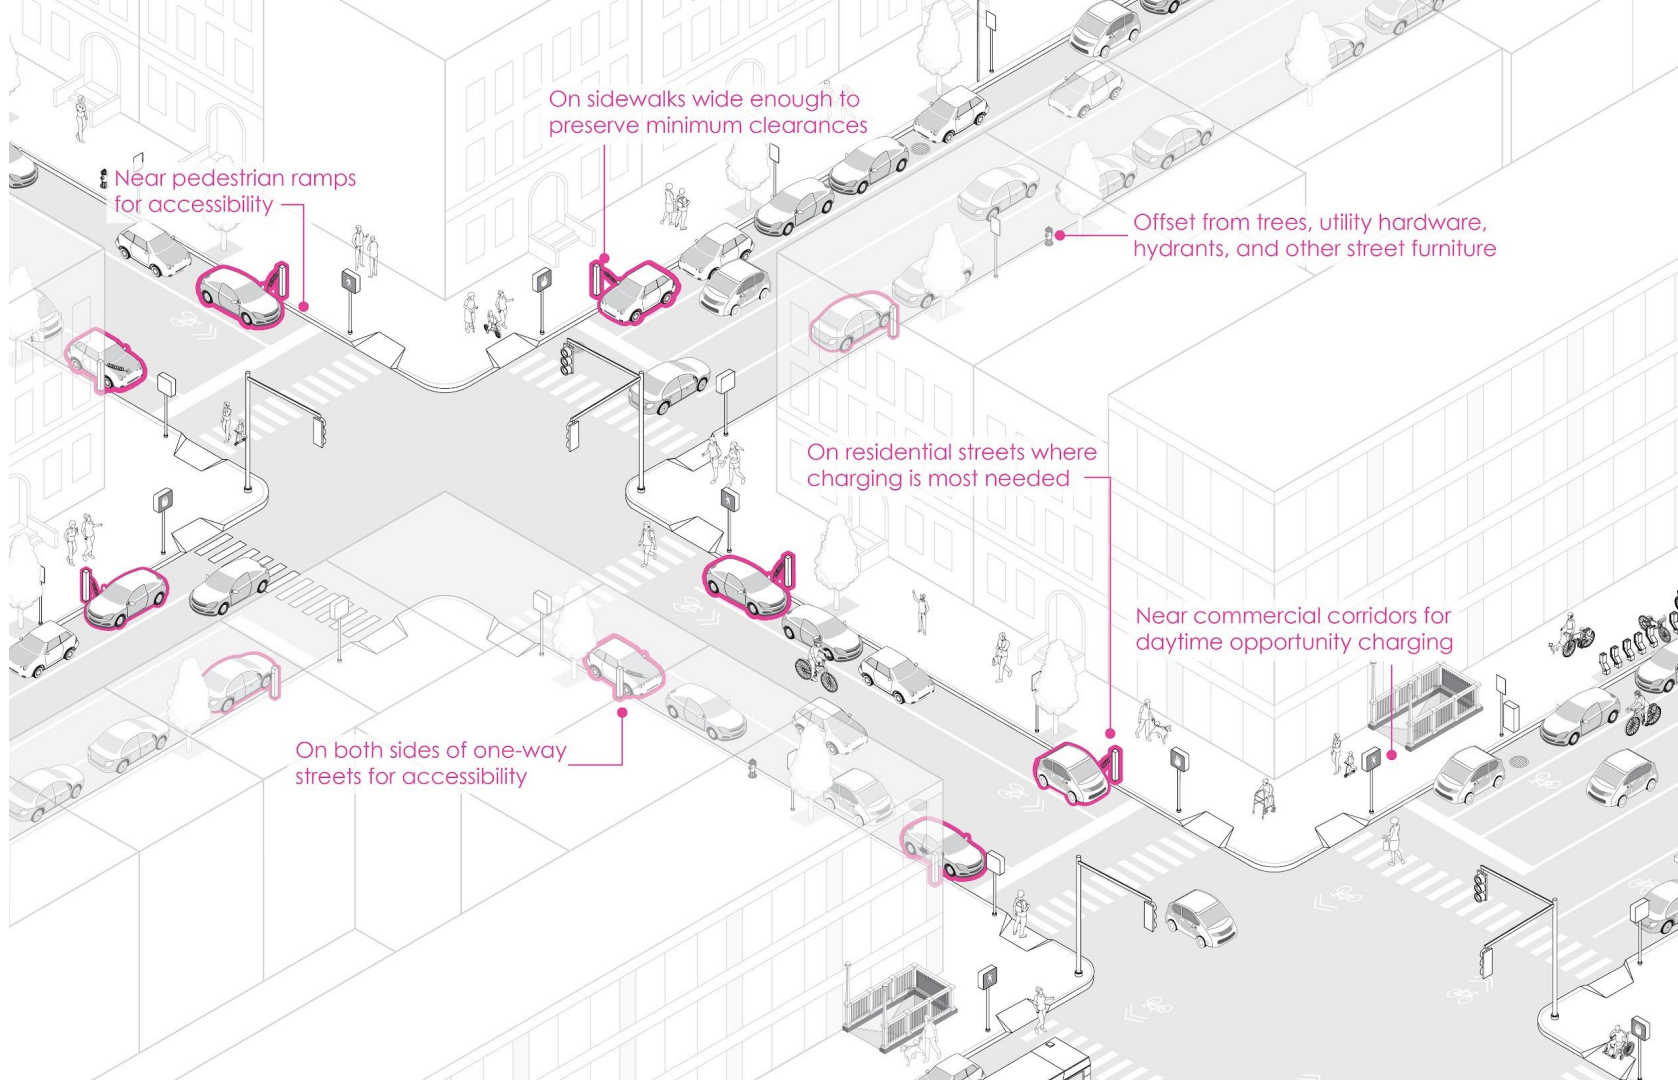 On sidewalks wide enough to
preserve minimum clearances
Near pedestrian ramps
for accessibility
Offset from trees, utility hardware,
hydrants, and other street furniture
On residential streets where
charging is most needed
Near commercial corridors for
daytime opportunity charging
On both sides of one-way
streets for accessibility